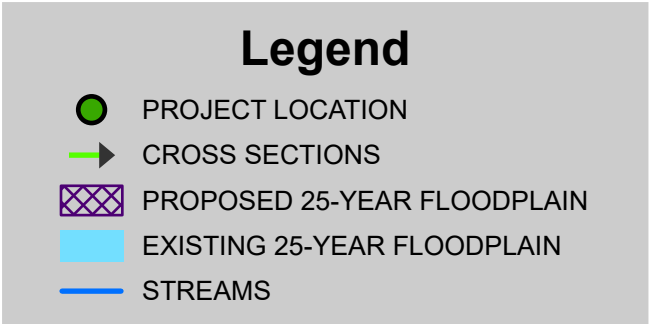 Legend
PROJECT LOCATION
CROSS SECTIONS
PROPOSED 25-YEAR FLOODPLAIN
EXISTING 25-YEAR FLOODPLAIN
STREAMS